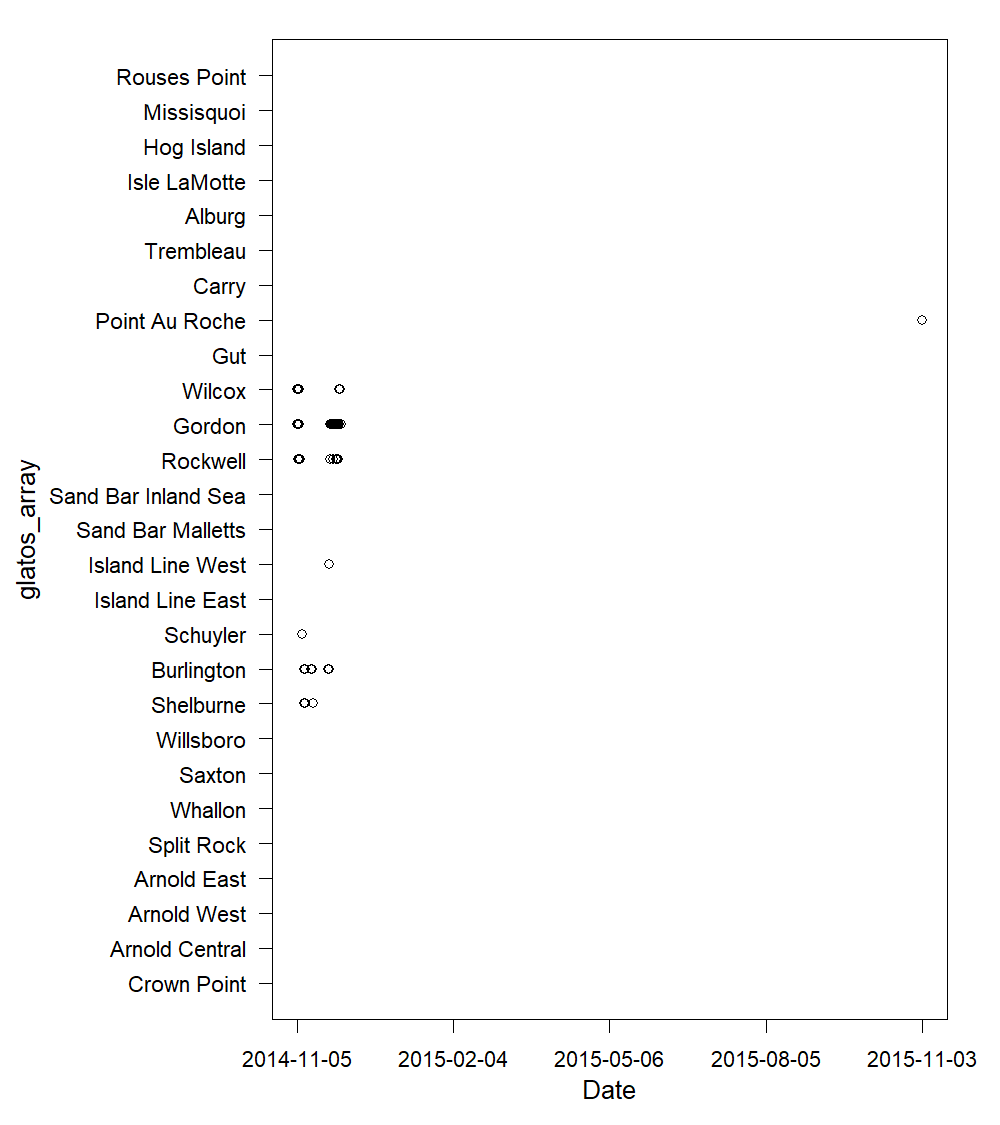 Rouses Point
Missisquoi
Hog Island
Isle LaMotte
Alburg
Trembleau
Carry
Point Au Roche
Gut
Wilcox
Gordon
Rockwell
Sand Bar Inland Sea
Sand Bar Malletts
Island Line West
Island Line East
Schuyler
Burlington
Shelburne
Willsboro
Saxton
Whallon
Split Rock
Arnold East
Arnold West
Arnold Central
Crown Point
glatos_array
2014-11-05 2015-02-04 2015-05-06 2015-08-05 2015-11-03
Date